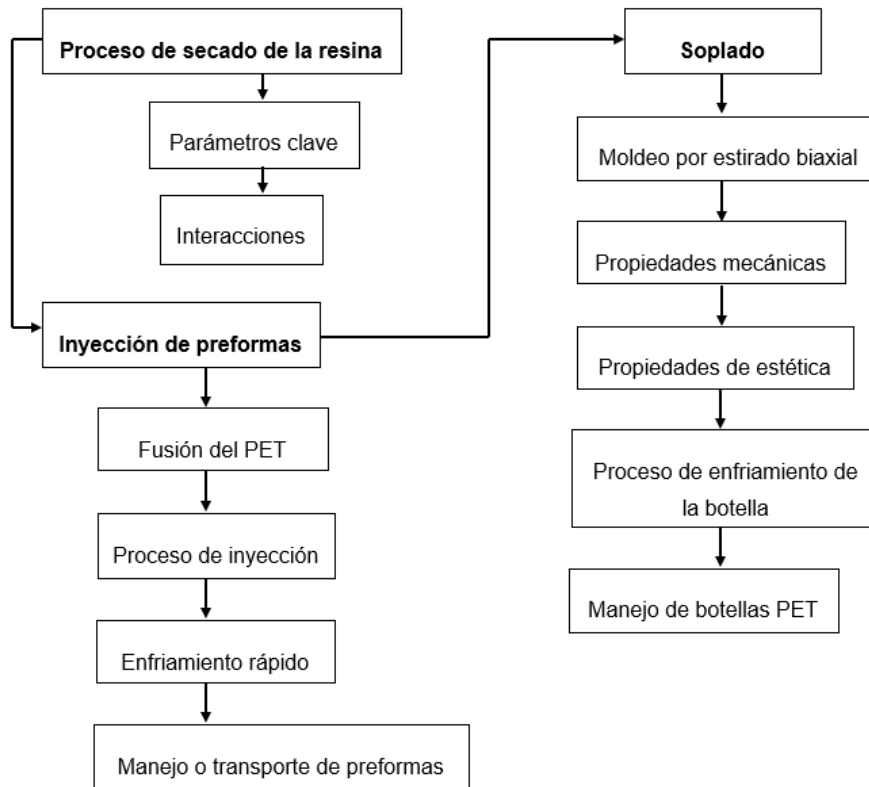 Proceso de secado de la resina
Parámetros clave
Interacciones
Inyección de preformas
Fusión del PET
Proceso de inyección
Enfriamiento rápido
Manejo o transporte de preformas
Soplado
Moldeo por estirado biaxial
Propiedades mecánicas
Propiedades de estética
Proceso de enfriamiento de
la botella
Manejo de botellas PET